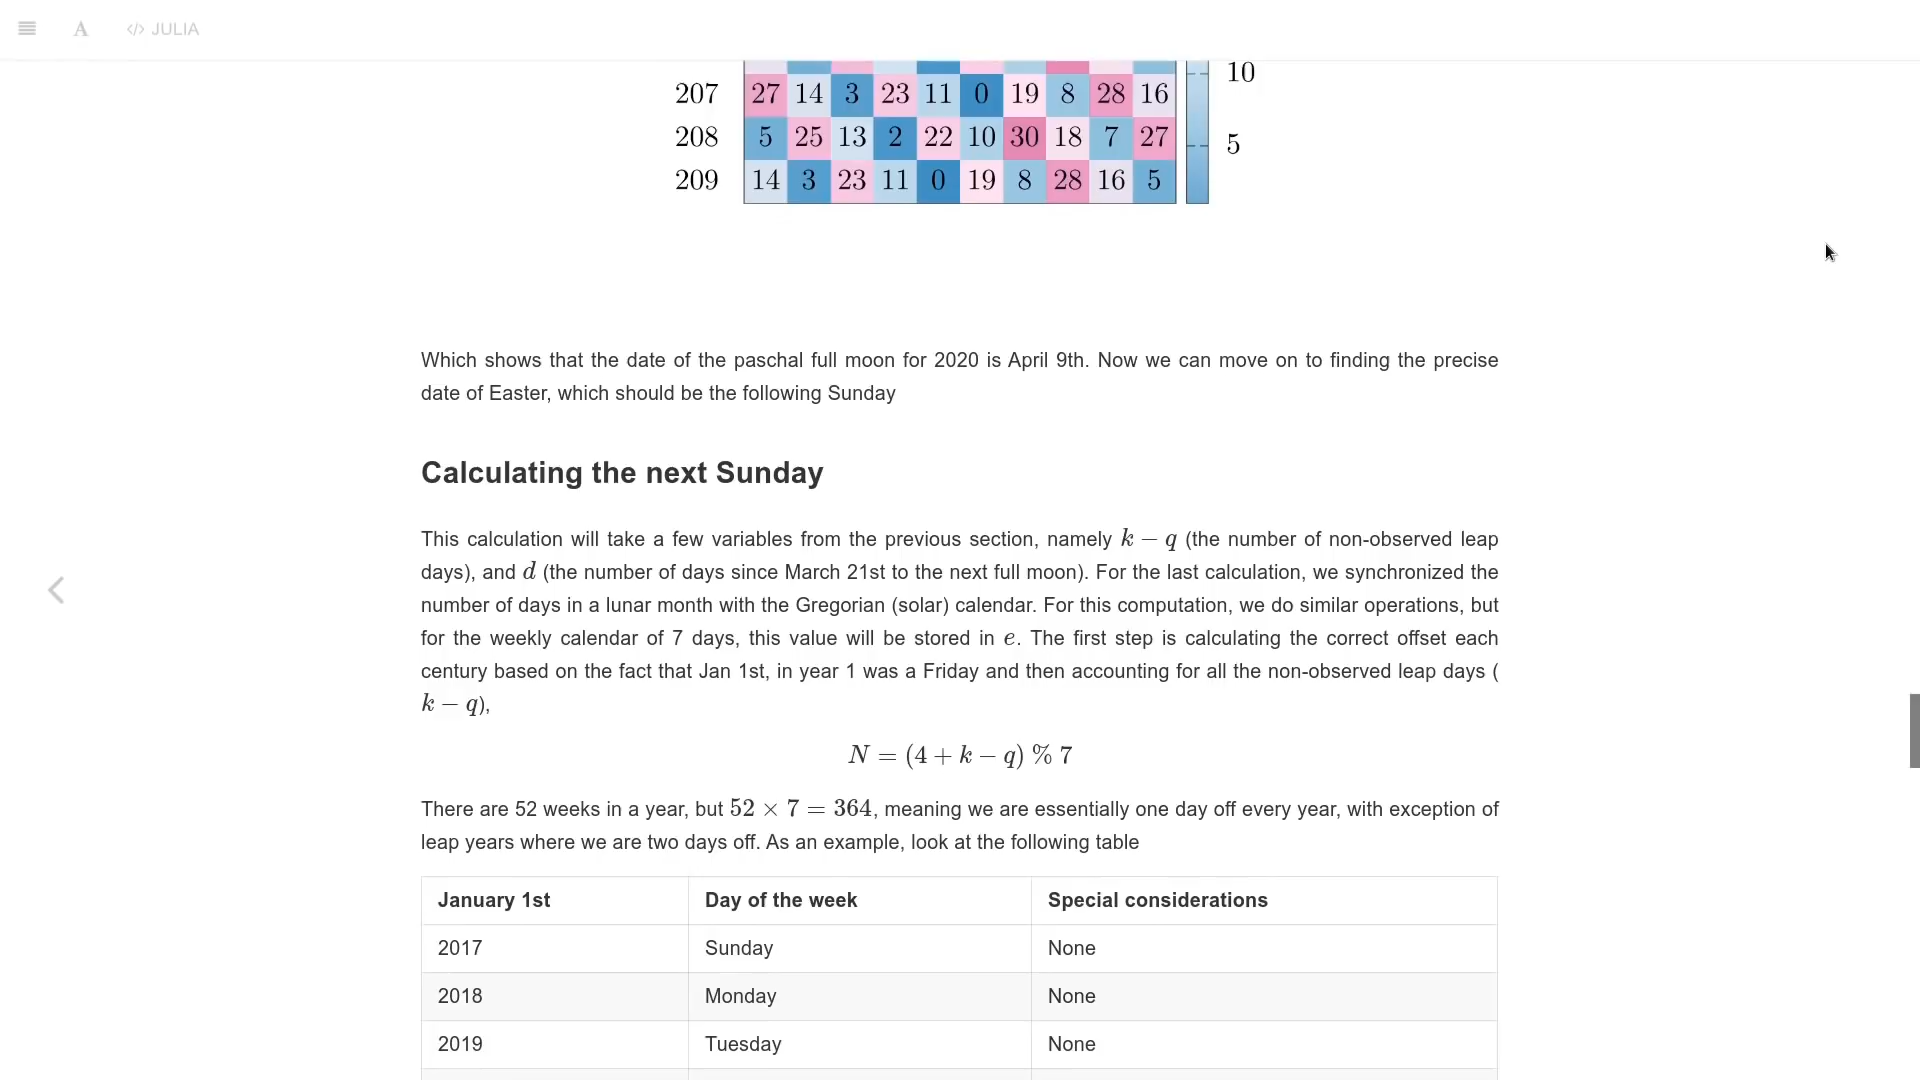 </> JULIA
10
207 27 14 3 23 11 0 19 8 28 16
208 5 25 13 2 22 10 30 18 7 27
5
209 14 3 23 11 0 19 8 28 16 5
Which shows that the date of the paschal full moon for 2020 is April 9th. Now we can move on to finding the precise
date of Easter, which should be the following Sunday
Calculating the next Sunday
This calculation will take a few variables from the previous section, namely k − q (the number of non-observed leap
days), and d (the number of days since March 21st to the next full moon). For the last calculation, we synchronized the
number of days in a lunar month with the Gregorian (solar) calendar. For this computation, we do similar operations, but
for the weekly calendar of 7 days, this value will be stored in e. The first step is calculating the correct offset each
century based on the fact that Jan 1st, in year 1 was a Friday and then accounting for all the non-observed leap days (
k − q),
N = (4 + k − q) % 7
There are 52 weeks in a year, but 52 × 7 = 364, meaning we are essentially one day off every year, with exception of
leap years where we are two days off. As an example, look at the following table
January 1st Day of the week Special considerations
2017 Sunday None
2018 Monday None
2019 Tuesday None